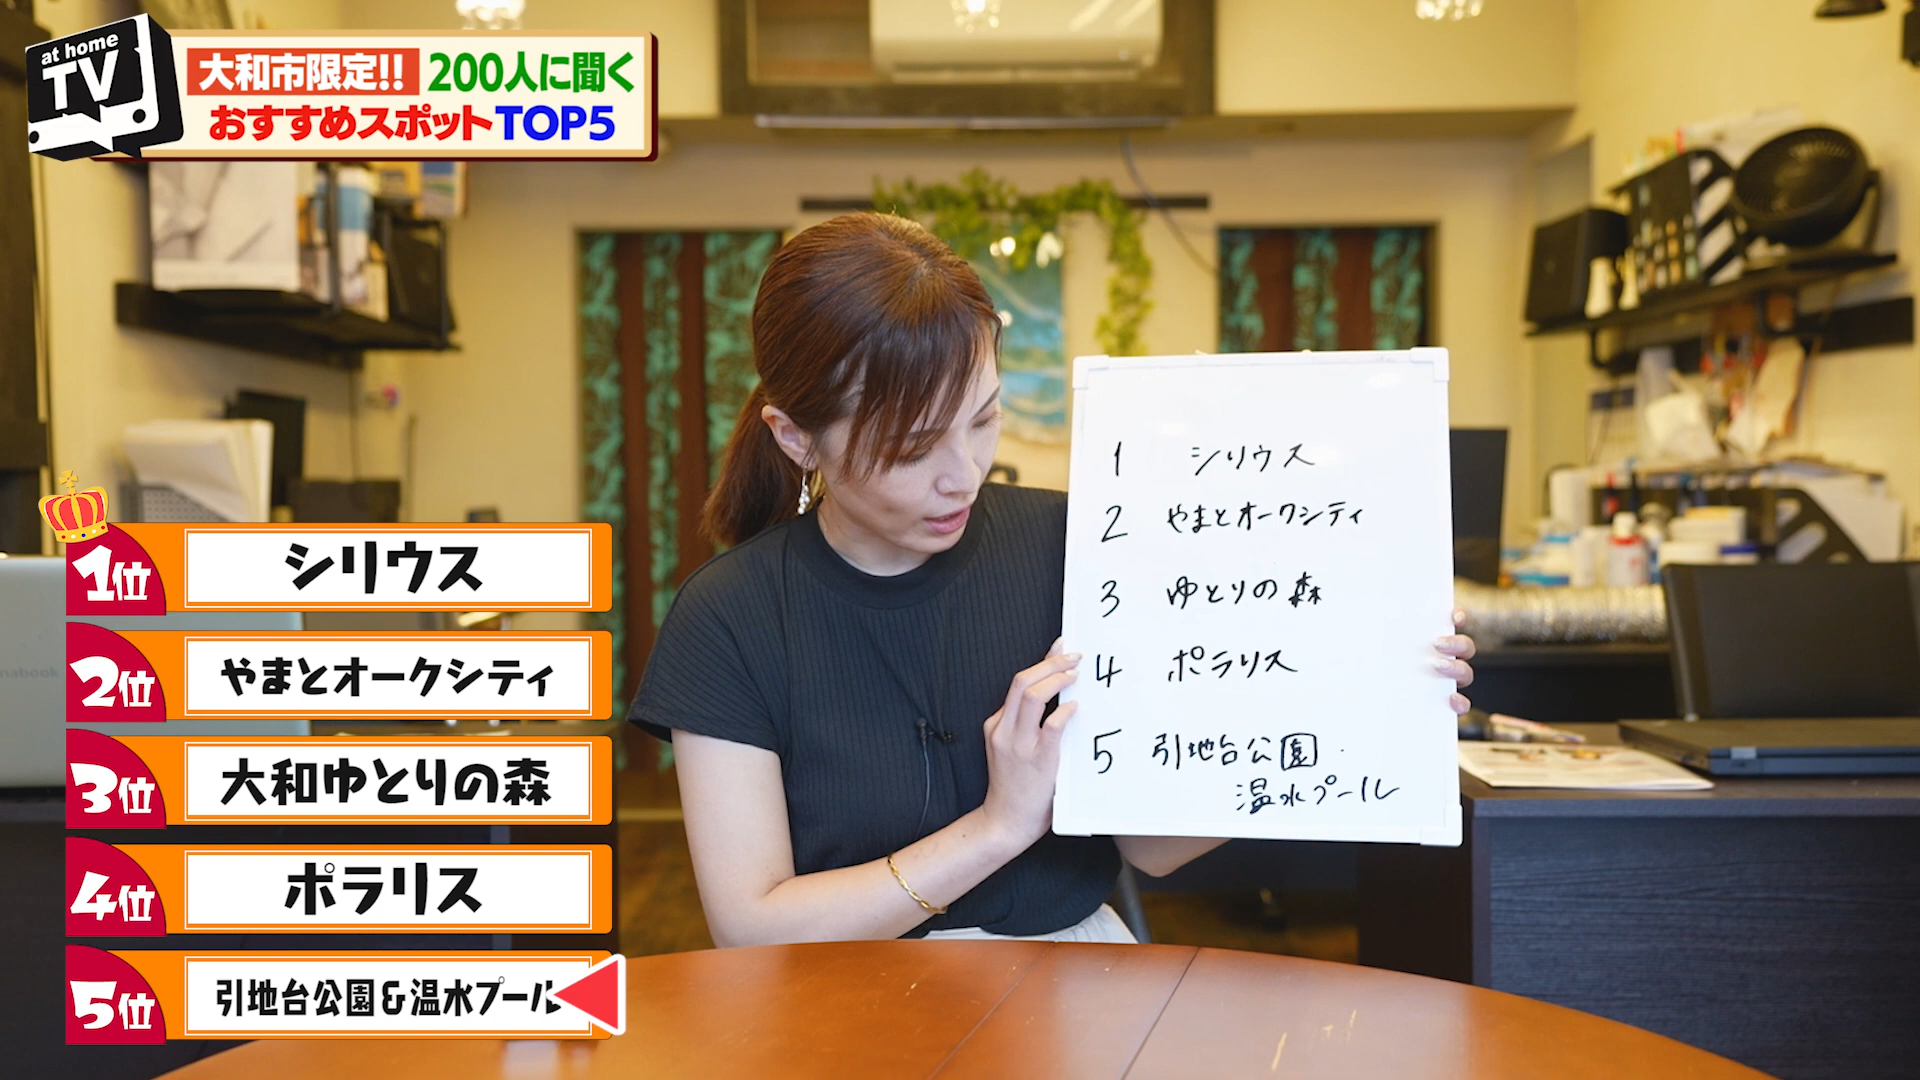 at home
TV
大和市限定!! 200人に聞く
おすすめスポットTOP5
1位 シリウス
2位 やまとオークシティ
3位 大和ゆとりの森
4位 ポラリス
5位 引地台公園&温水プール
1 シリウス
2 やまとオークシティ
3 ゆとりの森
4 ポラリス
5 引地台公園・
温水プール
nabook